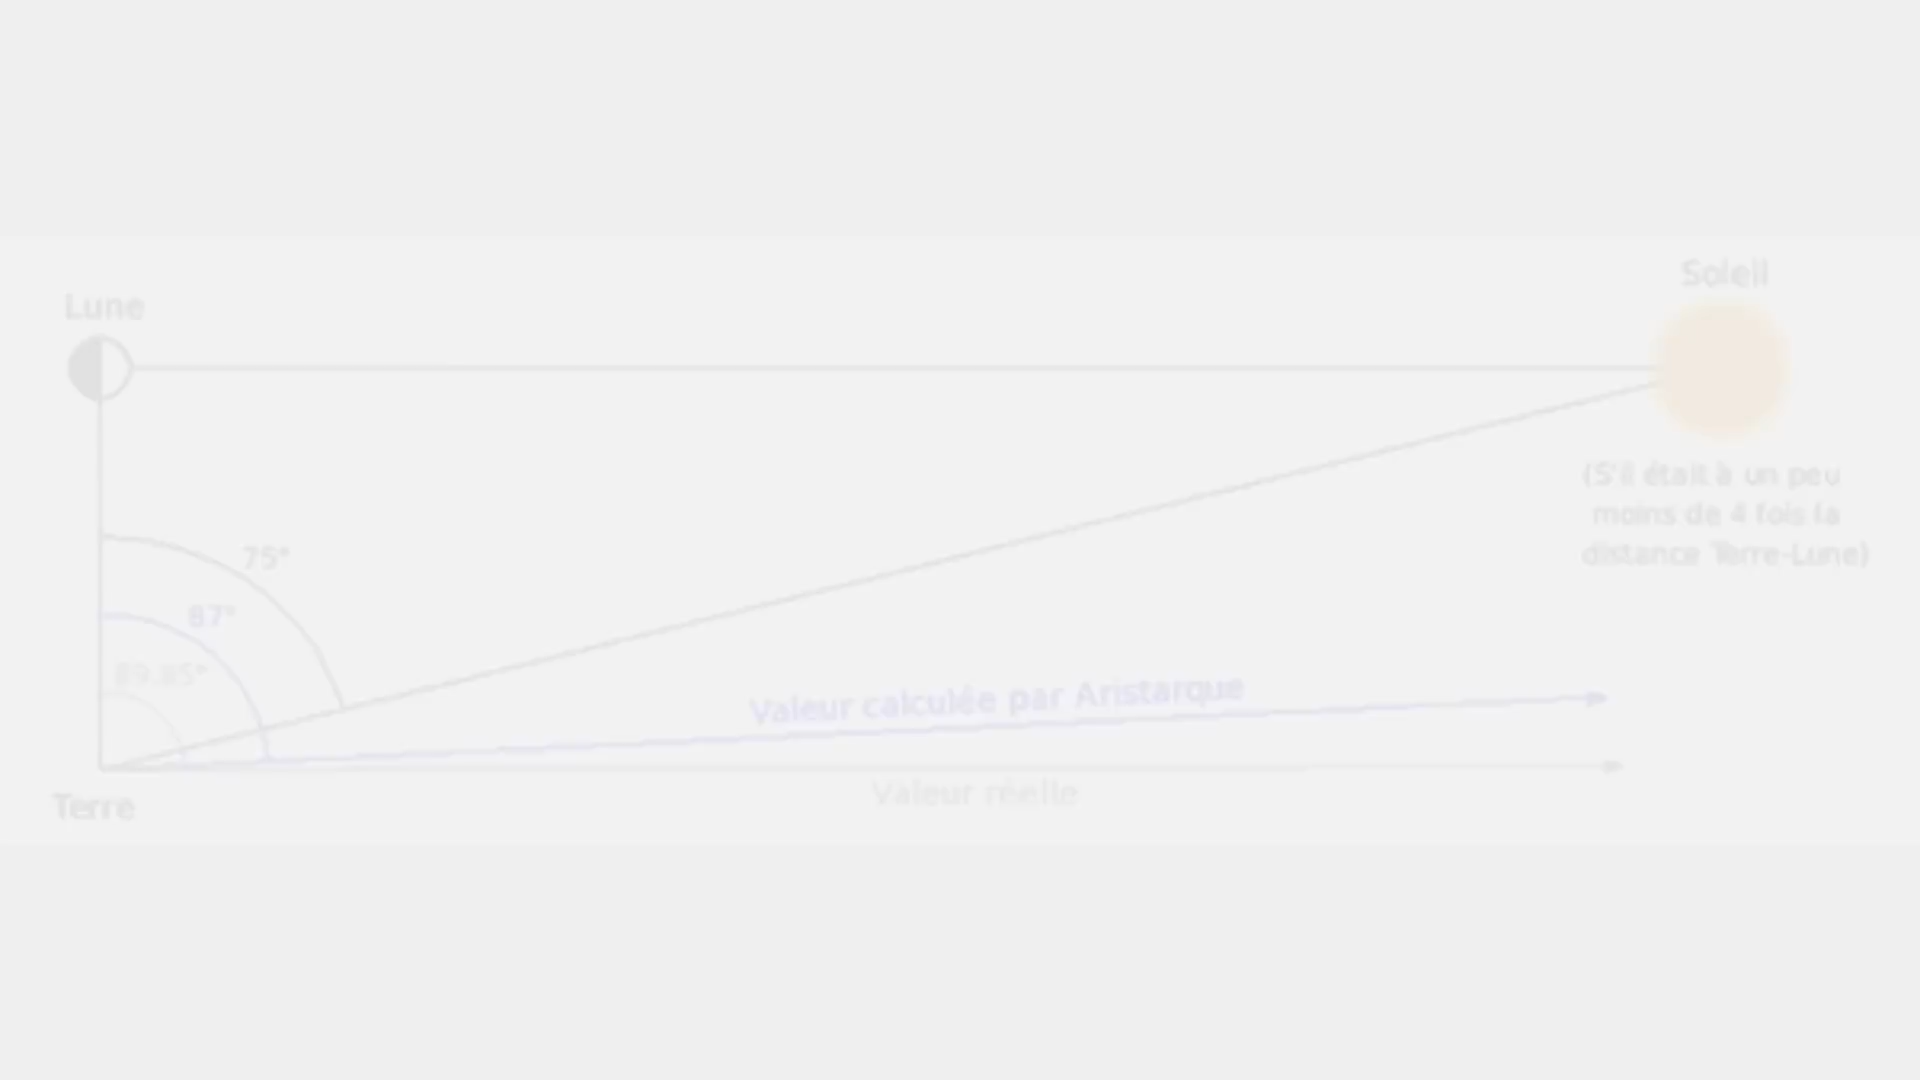 Soleil
Lune
(S'il était à un peu
moins de 4 fois la
distance Terre-Lune)
75°
87°
89.85°
Valeur calculée par Aristarque
Valeur réelle
Terre